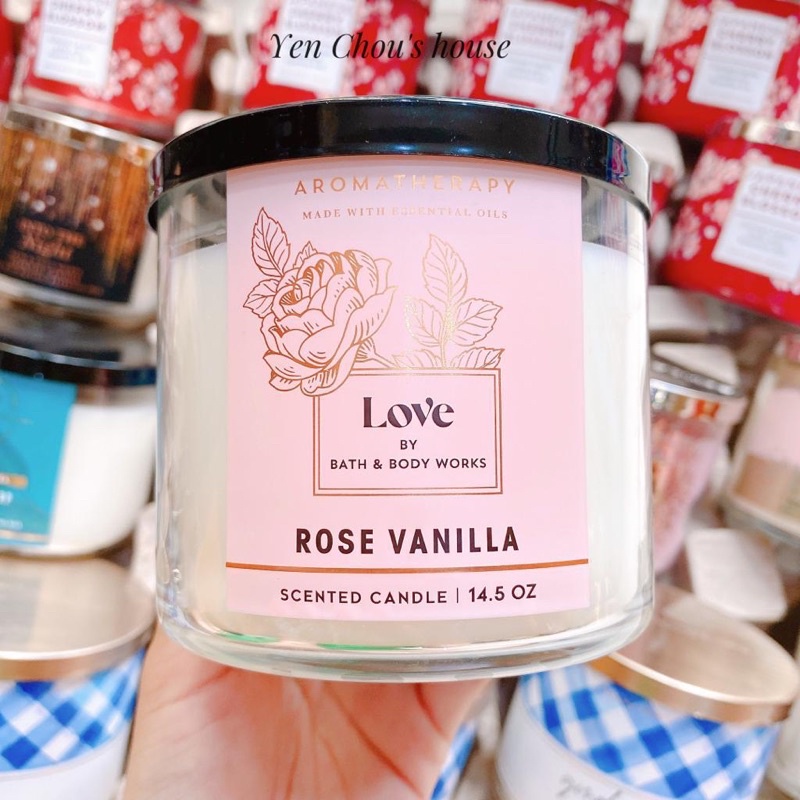 Yen Chou's house
AROMATHERAPY
MADE WITH ESSENTIAL OILS
Love
BY
BATH & BODY WORKS
ROSE VANILLA
SCENTED CANDLE | 14.5 OZ